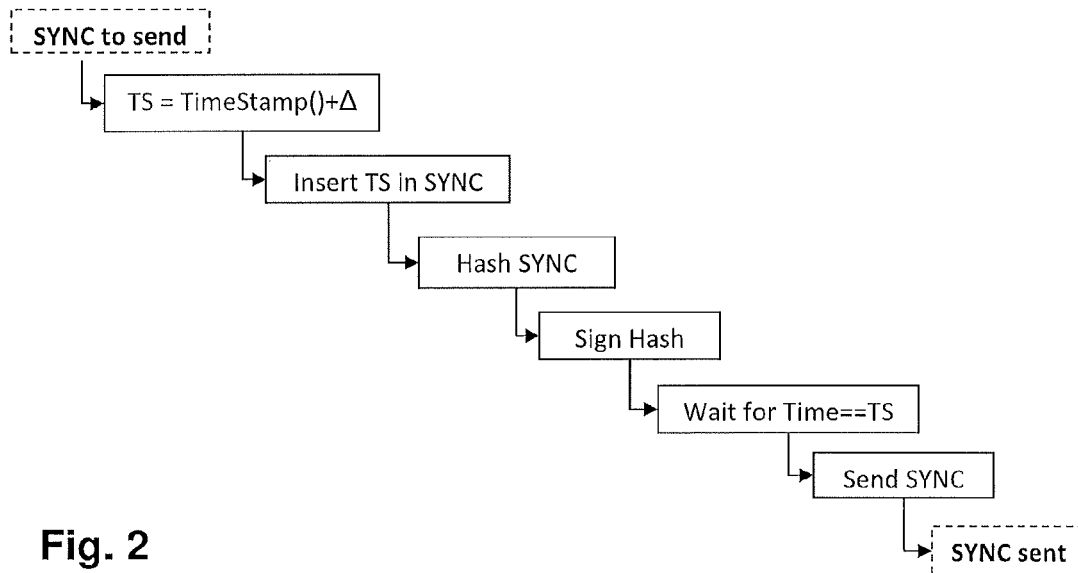 SYNC to send
TS = TimeStamp()+Δ
Insert TS in SYNC
Hash SYNC
Sign Hash
Wait for Time==TS
Send SYNC
SYNC sent
Fig. 2